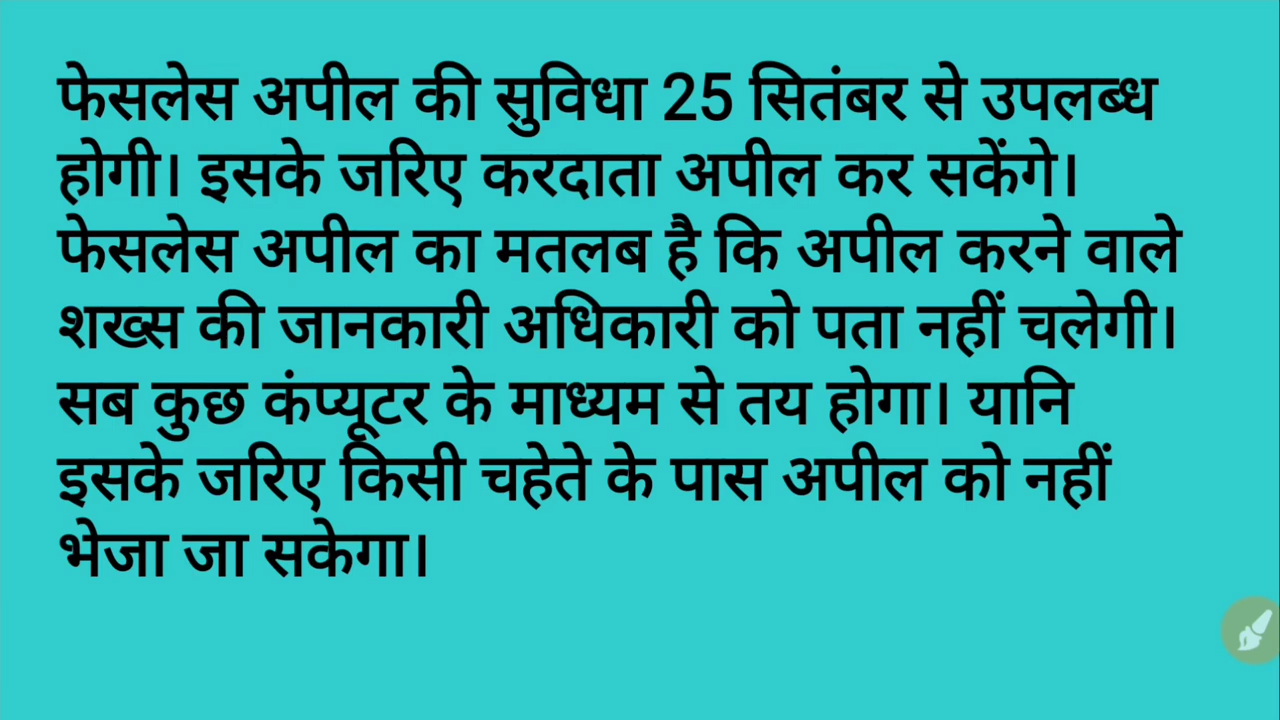 फेसलेस अपील की सुविधा 25 सितंबर से उपलब्ध
होगी। इसके जरिए करदाता अपील कर सकेंगे।
फेसलेस अपील का मतलब है कि अपील करने वाले
शख्स की जानकारी अधिकारी को पता नहीं चलेगी।
सब कुछ कंप्यूटर के माध्यम से तय होगा। यानि
इसके जरिए किसी चहेते के पास अपील को नहीं
भेजा जा सकेगा।